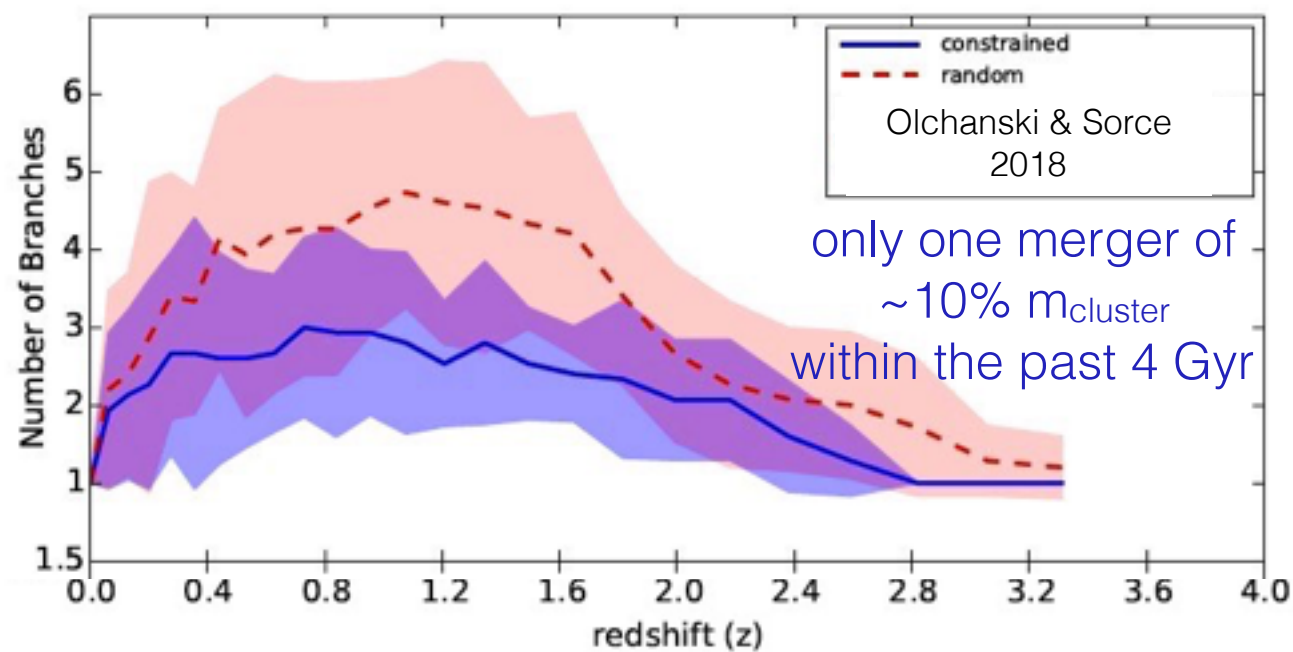 constrained
random
Olchanski & Sorce
2018
only one merger of
~10% mcluster
within the past 4 Gyr
Number of Branches
6
5
4
3
2
1
1.5
0.0 0.4 0.8 1.2 1.6 2.0 2.4 2.8 3.2 3.6 4.0
redshift (z)